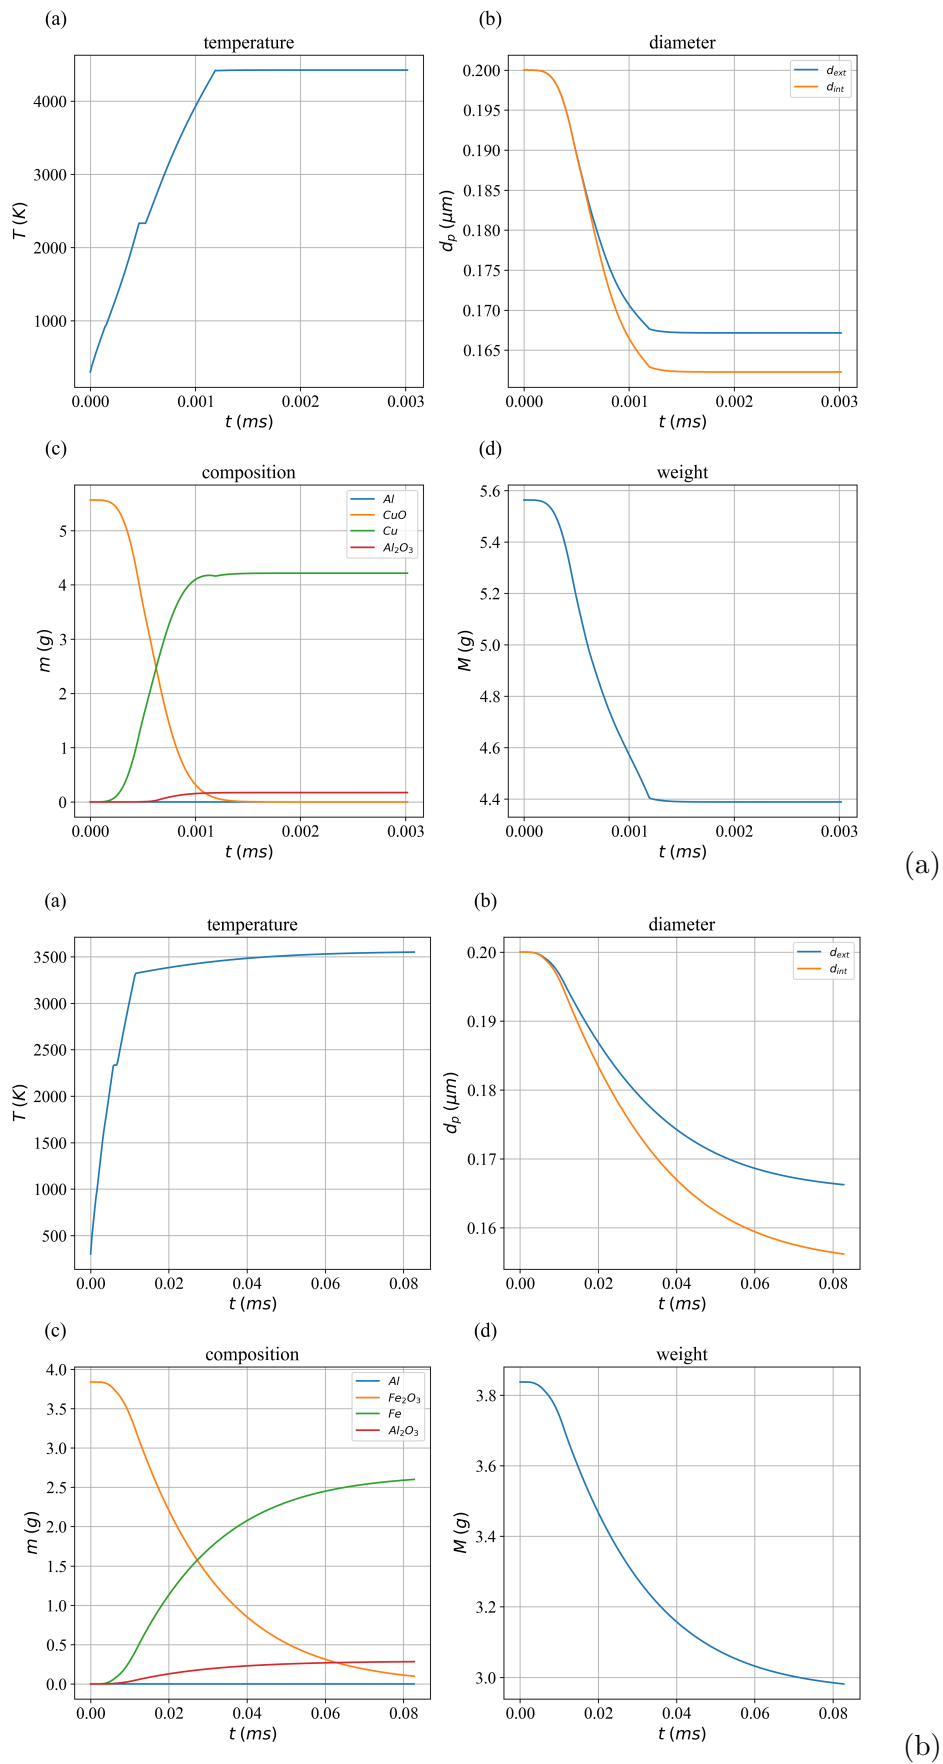 (a)
temperature
T (K)
4000
3000
2000
1000
0.000 0.001 0.002 0.003
t (ms)
(b)
diameter
d_p (μm)
0.200
0.195
0.190
0.185
0.180
0.175
0.170
0.165
d_ext
d_int
0.000 0.001 0.002 0.003
t (ms)
(c)
composition
m (g)
5
4
3
2
1
0
Al
CuO
Cu
Al₂O₃
0.000 0.001 0.002 0.003
t (ms)
(d)
weight
M (g)
5.6
5.4
5.2
5.0
4.8
4.6
4.4
0.000 0.001 0.002 0.003
t (ms)
(a)
(a)
temperature
T (K)
3500
3000
2500
2000
1500
1000
500
0.00 0.02 0.04 0.06 0.08
t (ms)
(b)
diameter
d_p (μm)
0.20
0.19
0.18
0.17
0.16
d_ext
d_int
0.00 0.02 0.04 0.06 0.08
t (ms)
(c)
composition
m (g)
4.0
3.5
3.0
2.5
2.0
1.5
1.0
0.5
0.0
Al
Fe₂O₃
Fe
Al₂O₃
0.00 0.02 0.04 0.06 0.08
t (ms)
(d)
weight
M (g)
3.8
3.6
3.4
3.2
3.0
0.00 0.02 0.04 0.06 0.08
t (ms)
(b)